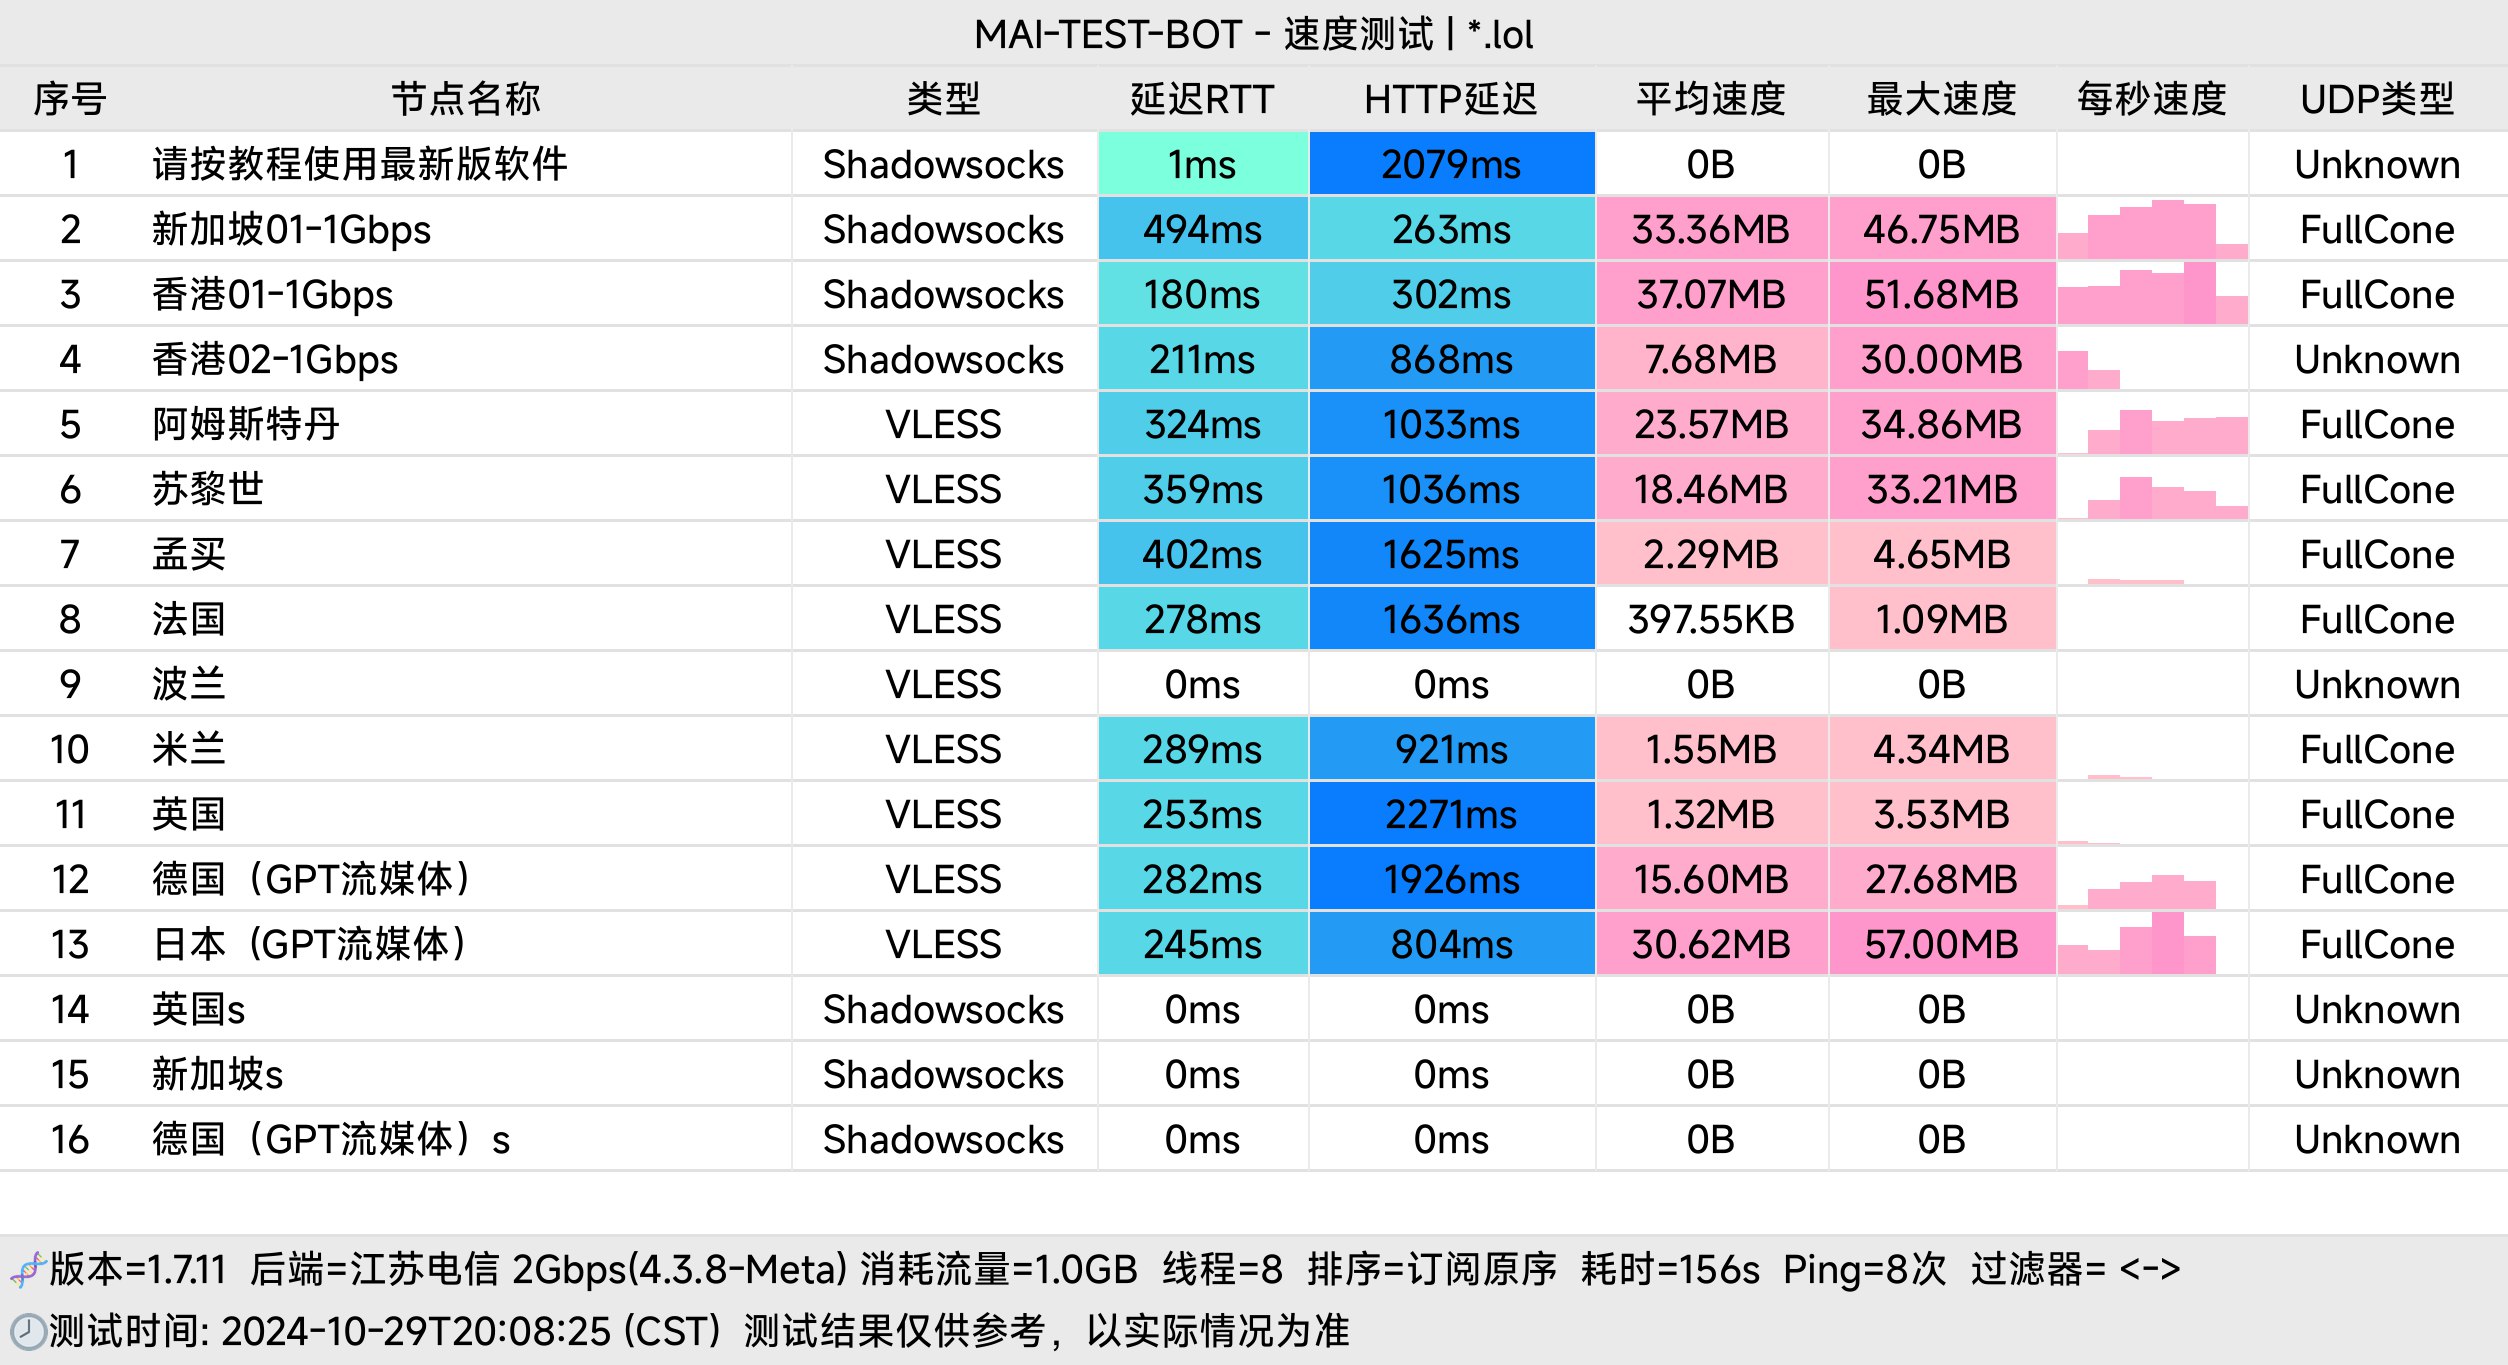 MAI-TEST-BOT - 速度测试 | *.lol
序号 节点名称 类型 延迟RTT HTTP延迟 平均速度 最大速度 每秒速度 UDP类型
1 请按教程使用最新版软件 Shadowsocks 1ms 2079ms 0B 0B Unknown
2 新加坡01-1Gbps Shadowsocks 494ms 263ms 33.36MB 46.75MB FullCone
3 香港01-1Gbps Shadowsocks 180ms 302ms 37.07MB 51.68MB FullCone
4 香港02-1Gbps Shadowsocks 211ms 868ms 7.68MB 30.00MB Unknown
5 阿姆斯特丹 VLESS 324ms 1033ms 23.57MB 34.86MB FullCone
6 苏黎世 VLESS 359ms 1036ms 18.46MB 33.21MB FullCone
7 孟买 VLESS 402ms 1625ms 2.29MB 4.65MB FullCone
8 法国 VLESS 278ms 1636ms 397.55KB 1.09MB FullCone
9 波兰 VLESS 0ms 0ms 0B 0B Unknown
10 米兰 VLESS 289ms 921ms 1.55MB 4.34MB FullCone
11 英国 VLESS 253ms 2271ms 1.32MB 3.53MB FullCone
12 德国（GPT流媒体） VLESS 282ms 1926ms 15.60MB 27.68MB FullCone
13 日本（GPT流媒体） VLESS 245ms 804ms 30.62MB 57.00MB FullCone
14 英国s Shadowsocks 0ms 0ms 0B 0B Unknown
15 新加坡s Shadowsocks 0ms 0ms 0B 0B Unknown
16 德国（GPT流媒体）s Shadowsocks 0ms 0ms 0B 0B Unknown
🧬版本=1.7.11 后端=江苏电信 2Gbps(4.3.8-Meta) 消耗流量=1.0GB 线程=8 排序=订阅原序 耗时=156s Ping=8次 过滤器= <->
🕗测试时间: 2024-10-29T20:08:25 (CST) 测试结果仅供参考，以实际情况为准